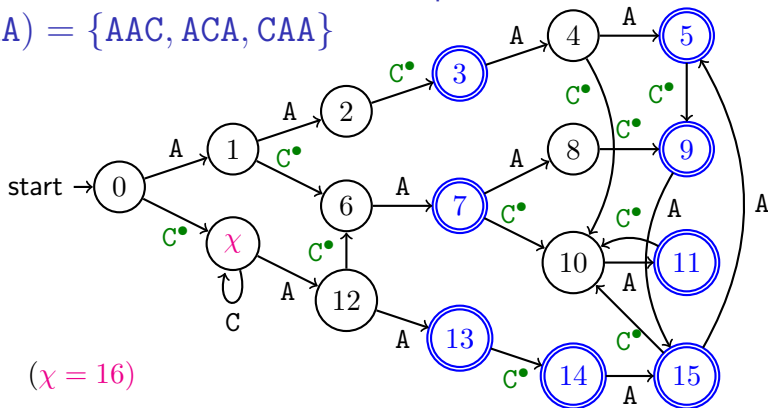 A) = {AAC, ACA, CAA}
A
4
A
5
C•
3
A
C•
C•
A
2
C•
A
1
C•
A
8
C•
9
start
0
C•
6
A
7
C•
A
A
C•
χ
C•
10
A
11
C
A
12
A
13
C•
C•
14
A
15
(χ = 16)